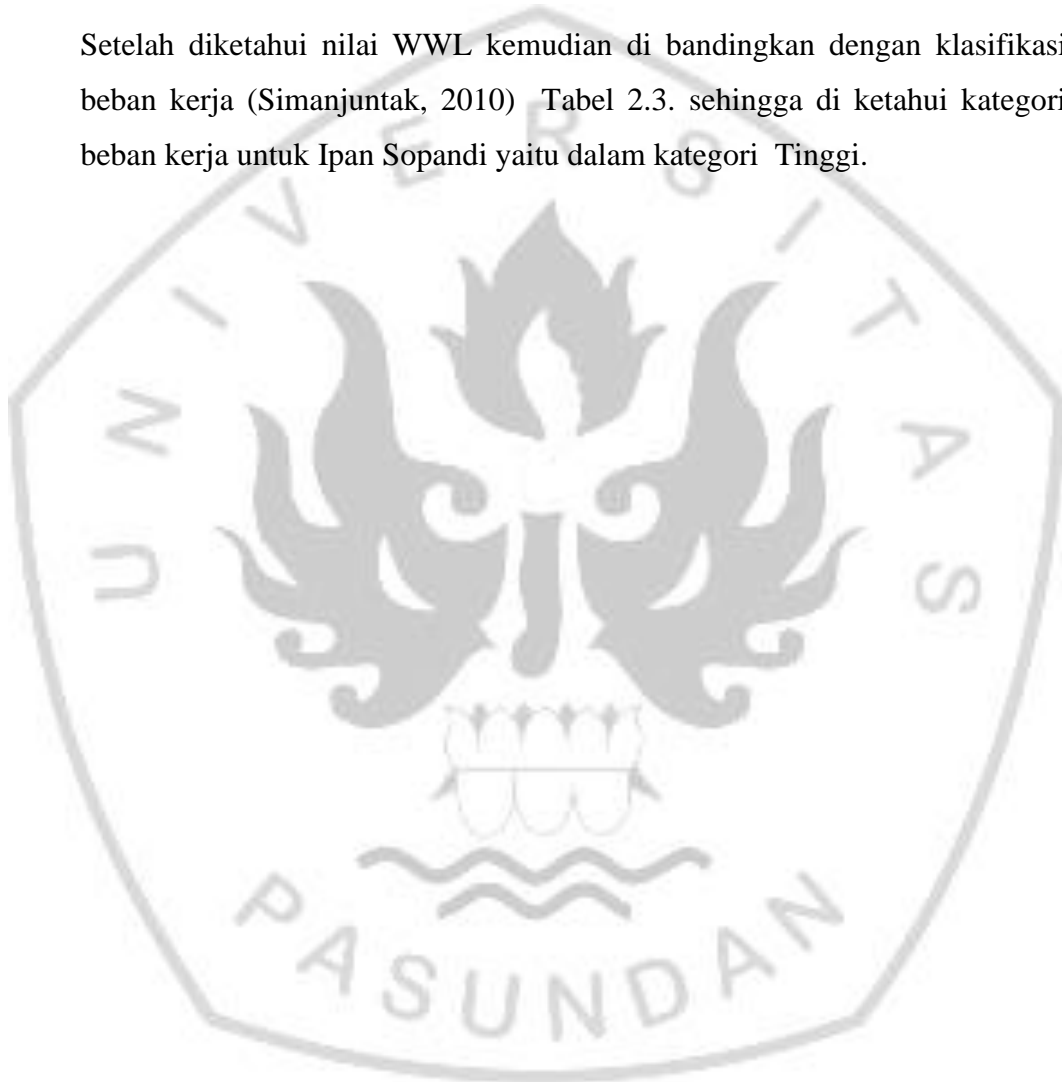 Setelah diketahui nilai WWL kemudian di bandingkan dengan klasifikasi
beban kerja (Simanjuntak, 2010) Tabel 2.3. sehingga di ketahui kategori
beban kerja untuk Ipan Sopandi yaitu dalam kategori Tinggi.
UNIVERSITAS
PASUNDAN